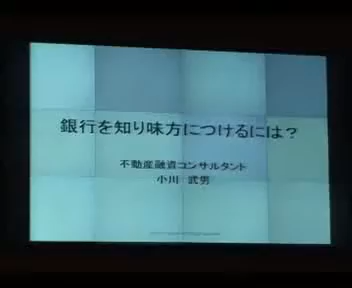 銀行を知り味方につけるには？
不動産融資コンサルタント
小川　武男